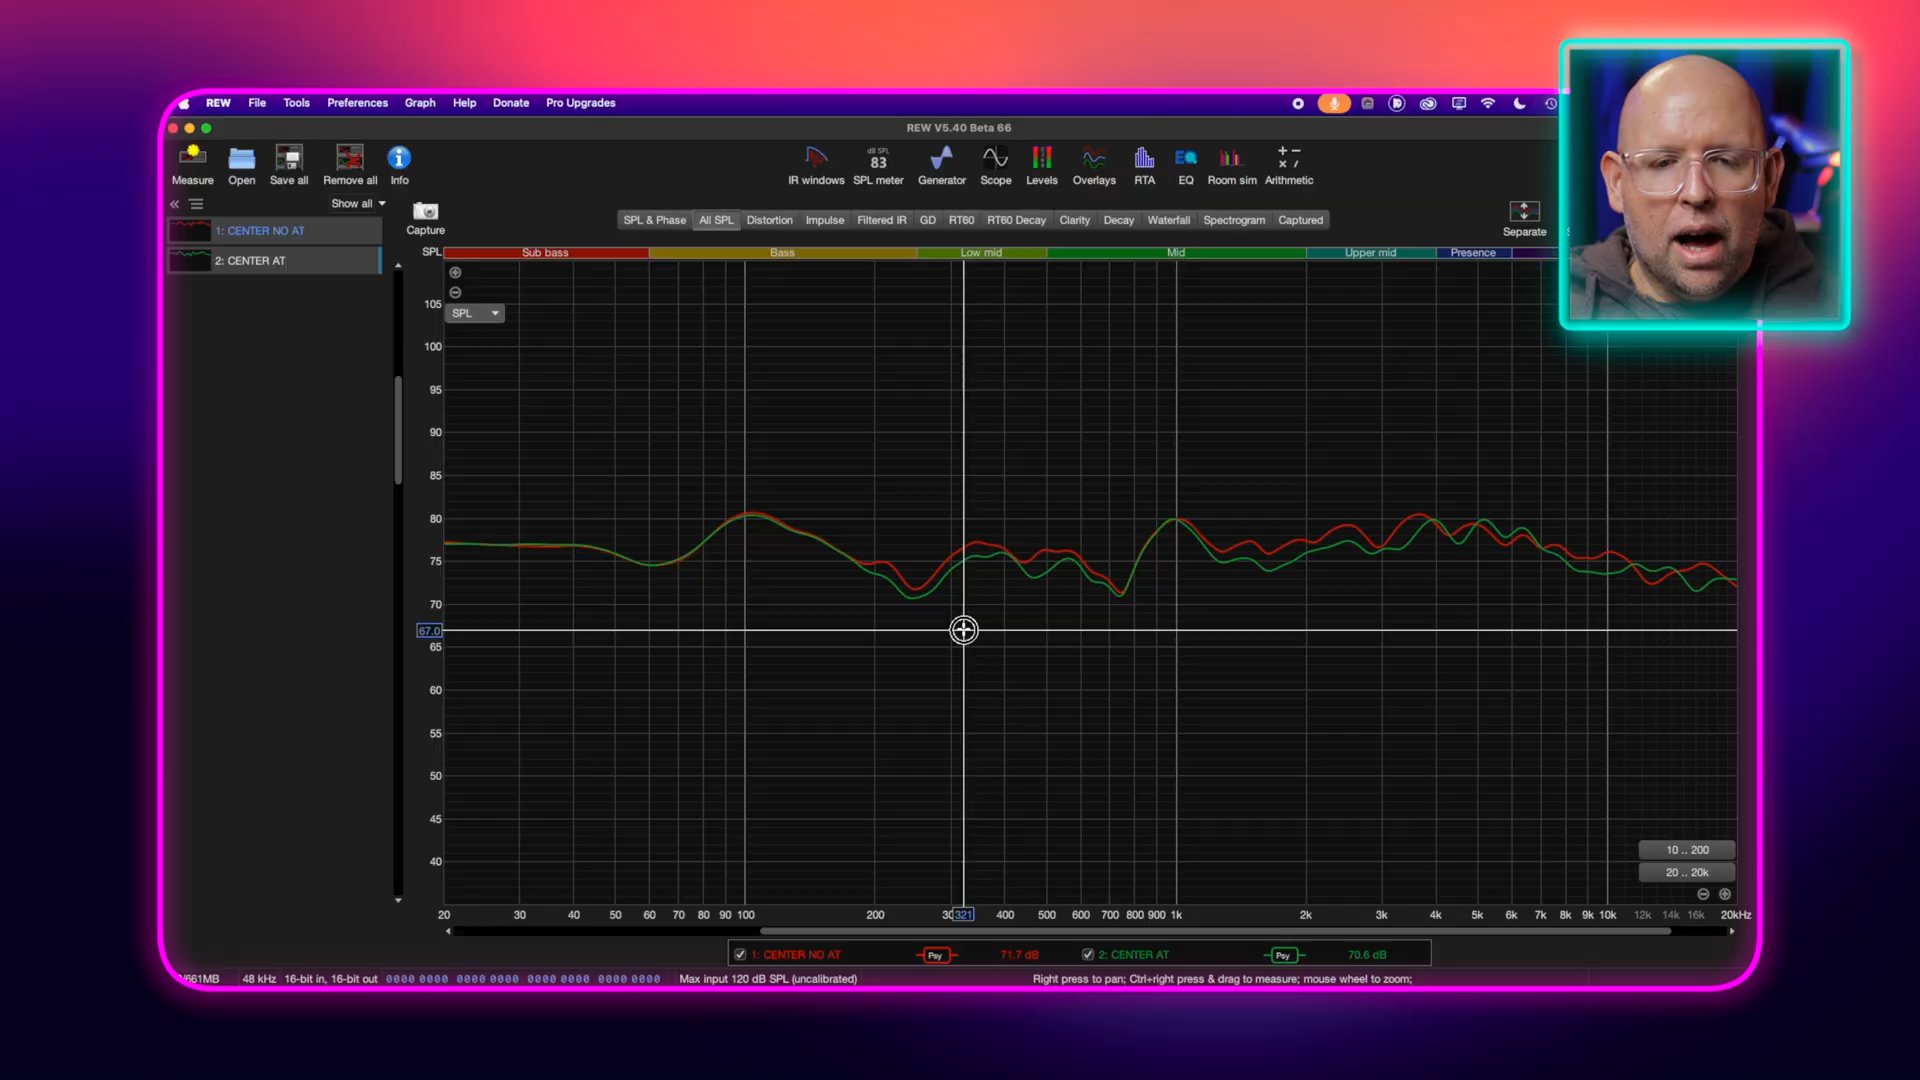 REW File Tools Preferences Graph Help Donate Pro Upgrades
REW V5.40 Beta 66
dB SPL
83
Measure Open Save all Remove all Info
IR windows SPL meter Generator Scope Levels Overlays RTA EQ Room sim Arithmetic
Show all
Capture
SPL & Phase All SPL Distortion Impulse Filtered IR GD RT60 RT60 Decay Clarity Decay Waterfall Spectrogram Captured
Separate
1: CENTER NO AT
2: CENTER AT
SPL
Sub bass Bass Low mid Mid Upper mid Presence
SPL
105
100
95
90
85
80
75
70
67.0
65
60
55
50
45
40
10 .. 200
20 .. 20k
20 30 40 50 60 70 80 90 100 200 321 400 500 600 700 800 900 1k 2k 3k 4k 5k 6k 7k 8k 9k 10k 12k 14k 16k 20kHz
1: CENTER NO AT Psy 71.7 dB 2: CENTER AT Psy 70.6 dB
/661MB 48 kHz 16-bit in, 16-bit out 0000 0000 0000 0000 0000 0000 0000 0000 Max input 120 dB SPL (uncalibrated) Right press to pan; Ctrl+right press & drag to measure; mouse wheel to zoom;